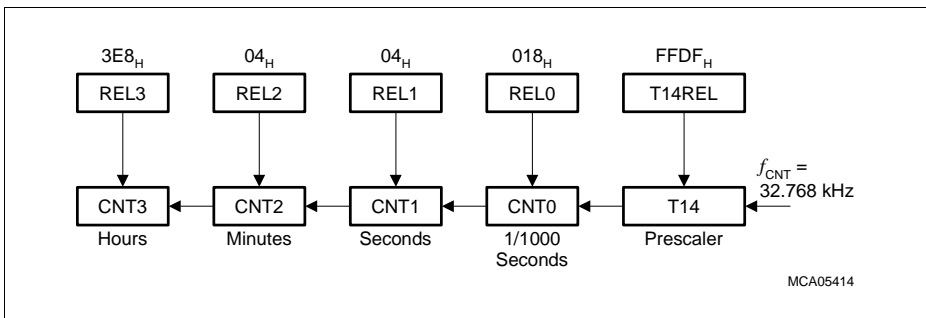 3E8H 04H 04H 018H FFDFH
REL3 REL2 REL1 REL0 T14REL
fCNT =
32.768 kHz
CNT3 CNT2 CNT1 CNT0 T14
Hours Minutes Seconds 1/1000 Prescaler
Seconds
MCA05414